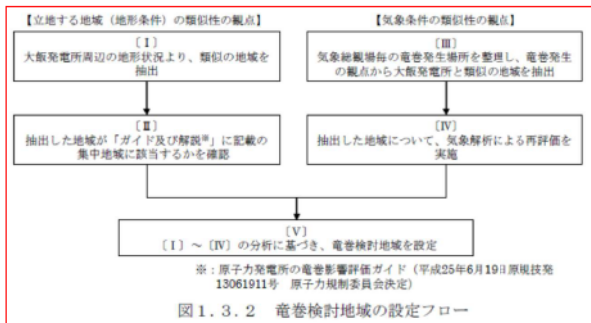 【立地する地域（地形条件）の類似性の観点】
〔Ⅰ〕
大飯発電所周辺の地形状況より、類似の地域を
抽出
〔Ⅱ〕
抽出した地域が「ガイド及び解説※」に記載の
集中地域に該当するかを確認
【気象条件の類似性の観点】
〔Ⅲ〕
気象総観場毎の竜巻発生場所を整理し、竜巻発生
の観点から大飯発電所と類似の地域を抽出
〔Ⅳ〕
抽出した地域について、気象解析による再評価を
実施
〔Ⅴ〕
〔Ⅰ〕～〔Ⅳ〕の分析に基づき、竜巻検討地域を設定
※：原子力発電所の竜巻影響評価ガイド（平成25年6月19日原規技発
13061911号　原子力規制委員会決定）
図１.３.２　竜巻検討地域の設定フロー